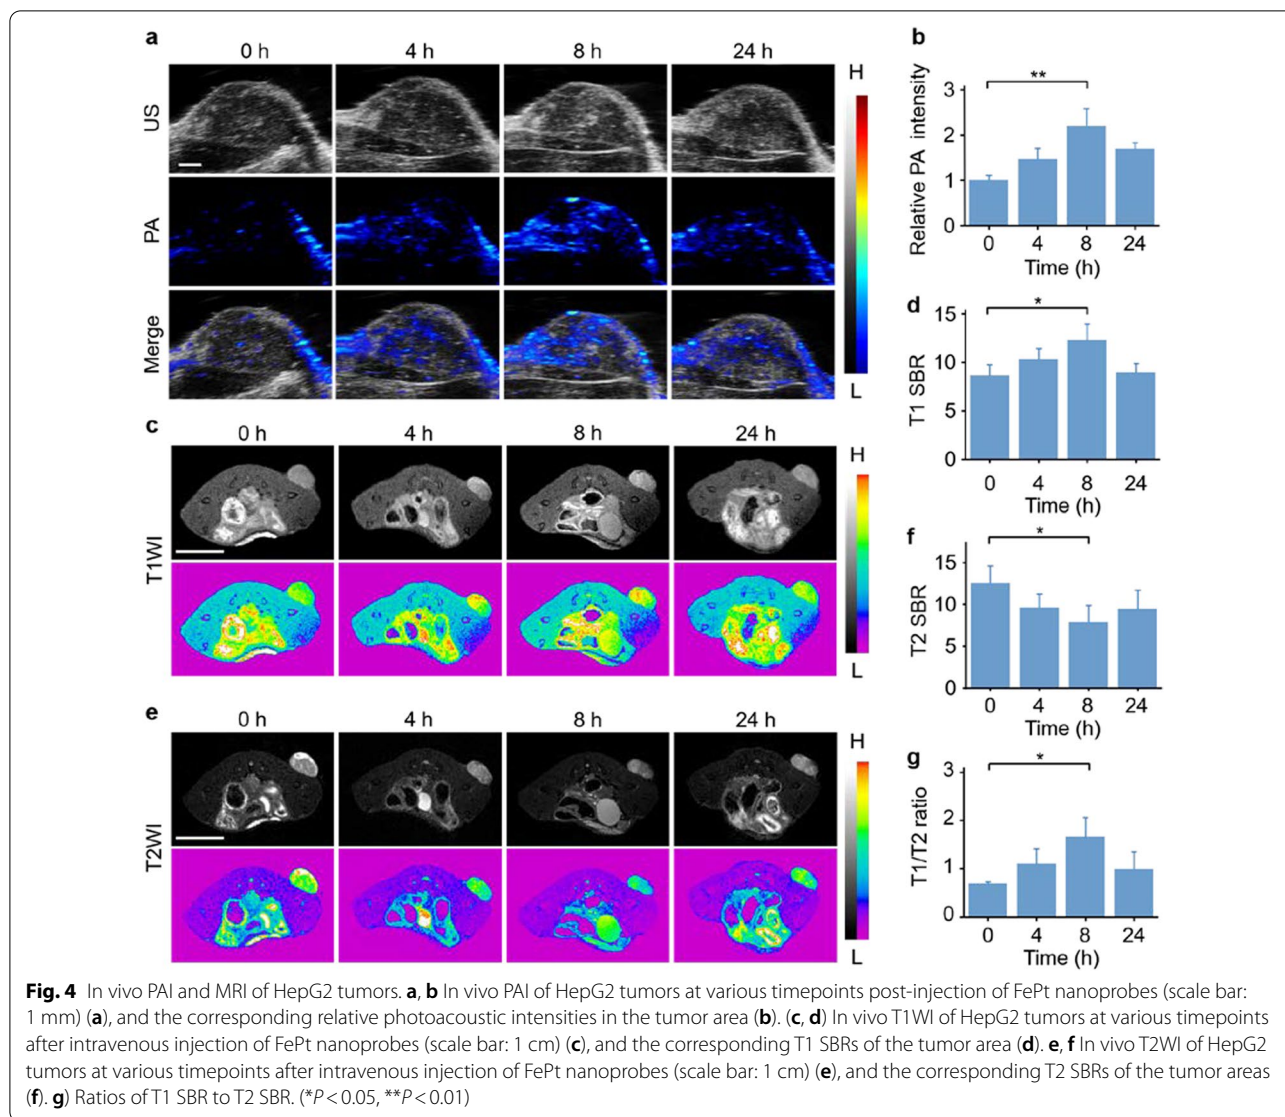 a
0 h 4 h 8 h 24 h
US
PA
Merge
H
L
b
**
Relative PA intensity
3
2
1
0
0 4 8 24
Time (h)
c
0 h 4 h 8 h 24 h
T1WI
H
L
d
*
T1 SBR
15
10
5
0
0 4 8 24
Time (h)
e
0 h 4 h 8 h 24 h
T2WI
H
L
f
*
T2 SBR
15
10
5
0
0 4 8 24
Time (h)
g
*
T1/T2 ratio
3
2
1
0
0 4 8 24
Time (h)
Fig. 4 In vivo PAI and MRI of HepG2 tumors. a, b In vivo PAI of HepG2 tumors at various timepoints post-injection of FePt nanoprobes (scale bar:
1 mm) (a), and the corresponding relative photoacoustic intensities in the tumor area (b). (c, d) In vivo T1WI of HepG2 tumors at various timepoints
after intravenous injection of FePt nanoprobes (scale bar: 1 cm) (c), and the corresponding T1 SBRs of the tumor area (d). e, f In vivo T2WI of HepG2
tumors at various timepoints after intravenous injection of FePt nanoprobes (scale bar: 1 cm) (e), and the corresponding T2 SBRs of the tumor areas
(f). g) Ratios of T1 SBR to T2 SBR. (*P < 0.05, **P < 0.01)